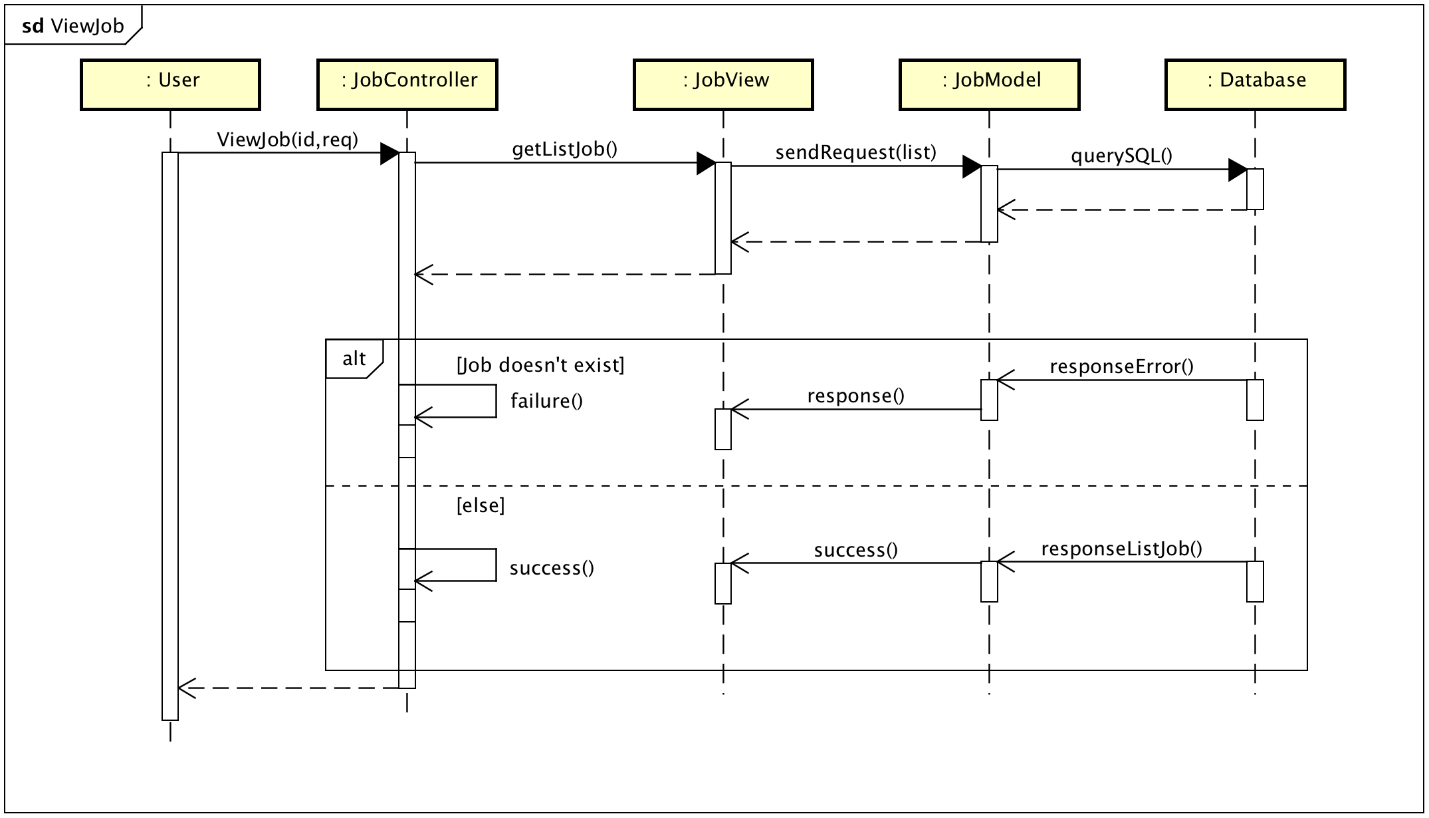 sd ViewJob
: User
: JobController
: JobView
: JobModel
: Database
ViewJob(id,req)
getListJob()
sendRequest(list)
querySQL()
alt
[Job doesn't exist]
responseError()
failure()
response()
[else]
success()
success()
responseListJob()